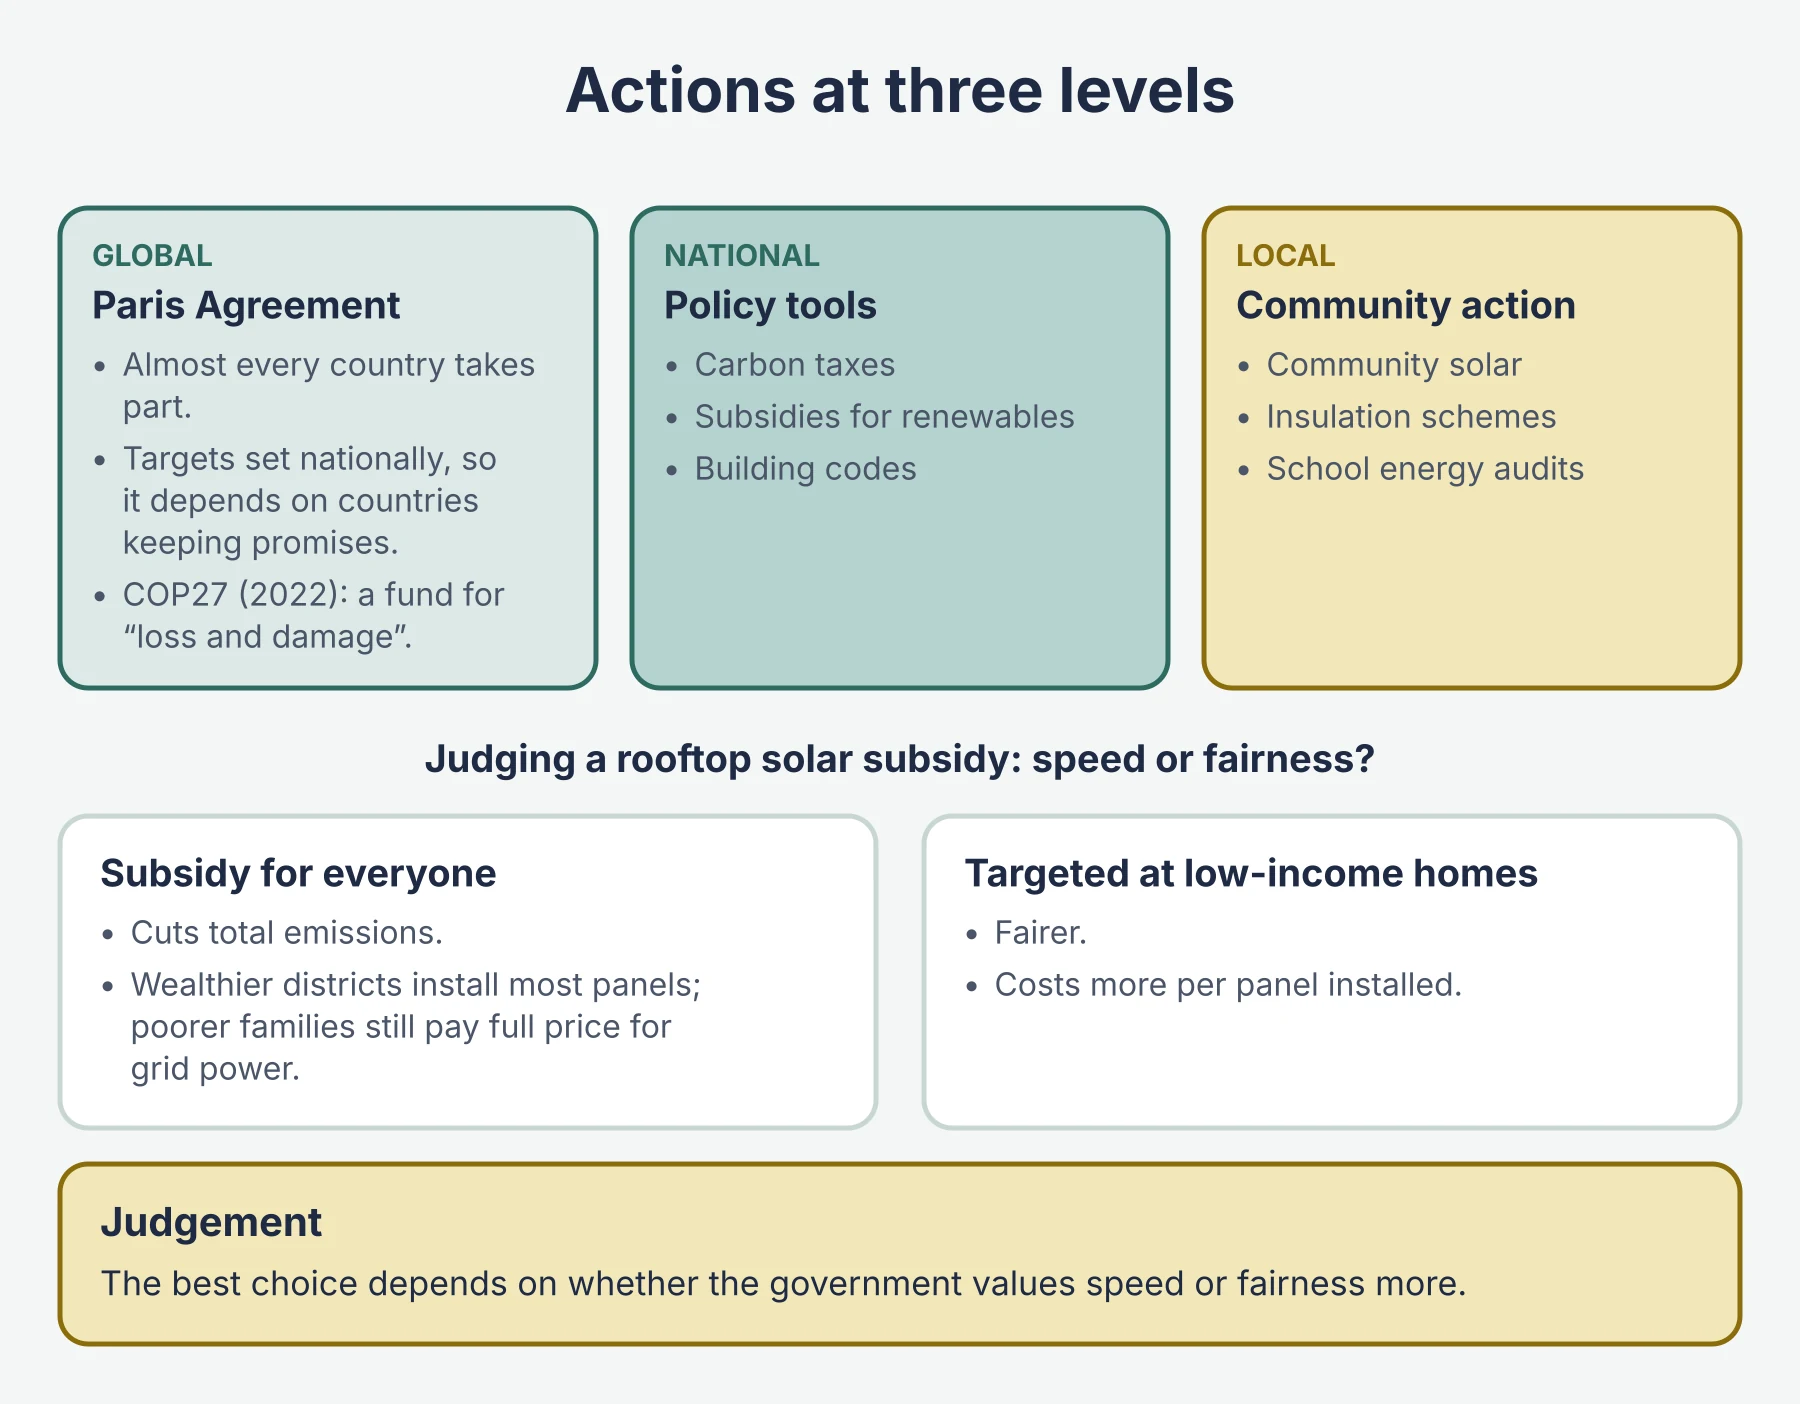 Actions at three levels
GLOBAL
Paris Agreement
• Almost every country takes
part.
• Targets set nationally, so
it depends on countries
keeping promises.
• COP27 (2022): a fund for
“loss and damage”.
NATIONAL
Policy tools
• Carbon taxes
• Subsidies for renewables
• Building codes
LOCAL
Community action
• Community solar
• Insulation schemes
• School energy audits
Judging a rooftop solar subsidy: speed or fairness?
Subsidy for everyone
• Cuts total emissions.
• Wealthier districts install most panels;
poorer families still pay full price for
grid power.
Targeted at low-income homes
• Fairer.
• Costs more per panel installed.
Judgement
The best choice depends on whether the government values speed or fairness more.